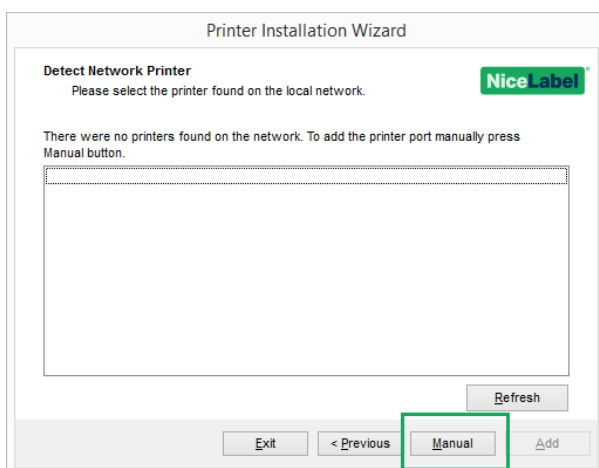 Printer Installation Wizard
Detect Network Printer
Please select the printer found on the local network.
NiceLabel
There were no printers found on the network. To add the printer port manually press
Manual button.
Refresh
Exit
< Previous
Manual
Add